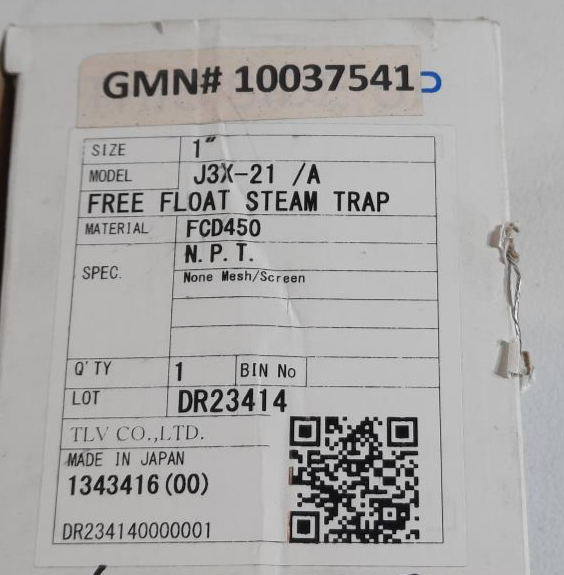 GMN# 10037541
SIZE 1"
MODEL J3X-21 /A
FREE FLOAT STEAM TRAP
MATERIAL FCD450
SPEC. N. P. T.
None Mesh/Screen
Q'TY 1 BIN No
LOT DR23414
TLV CO.,LTD.
MADE IN JAPAN
1343416 (00)
DR234140000001